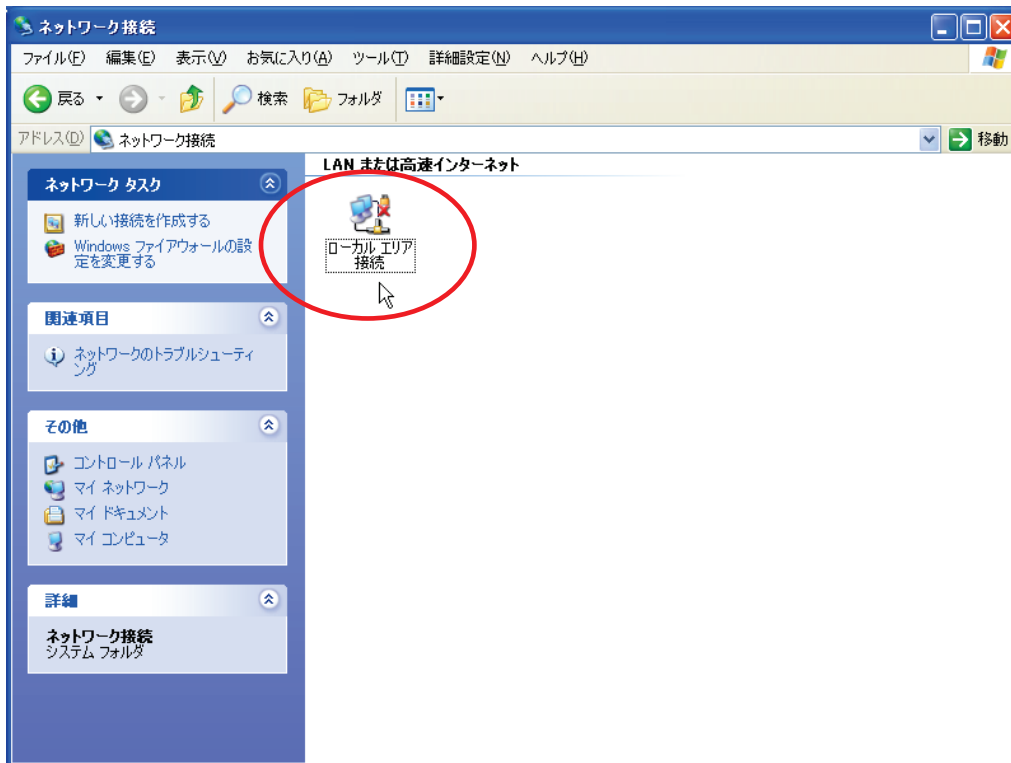 ネットワーク接続
ファイル(F) 編集(E) 表示(V) お気に入り(A) ツール(T) 詳細設定(N) ヘルプ(H)
戻る 検索 フォルダ
アドレス(D) ネットワーク接続 移動
ネットワーク タスク
新しい接続を作成する
Windows ファイアウォールの設
定を変更する
関連項目
ネットワークのトラブルシューティ
ング
その他
コントロール パネル
マイ ネットワーク
マイ ドキュメント
マイ コンピュータ
詳細
ネットワーク接続
システム フォルダ
LAN または高速インターネット
ローカル エリア
接続